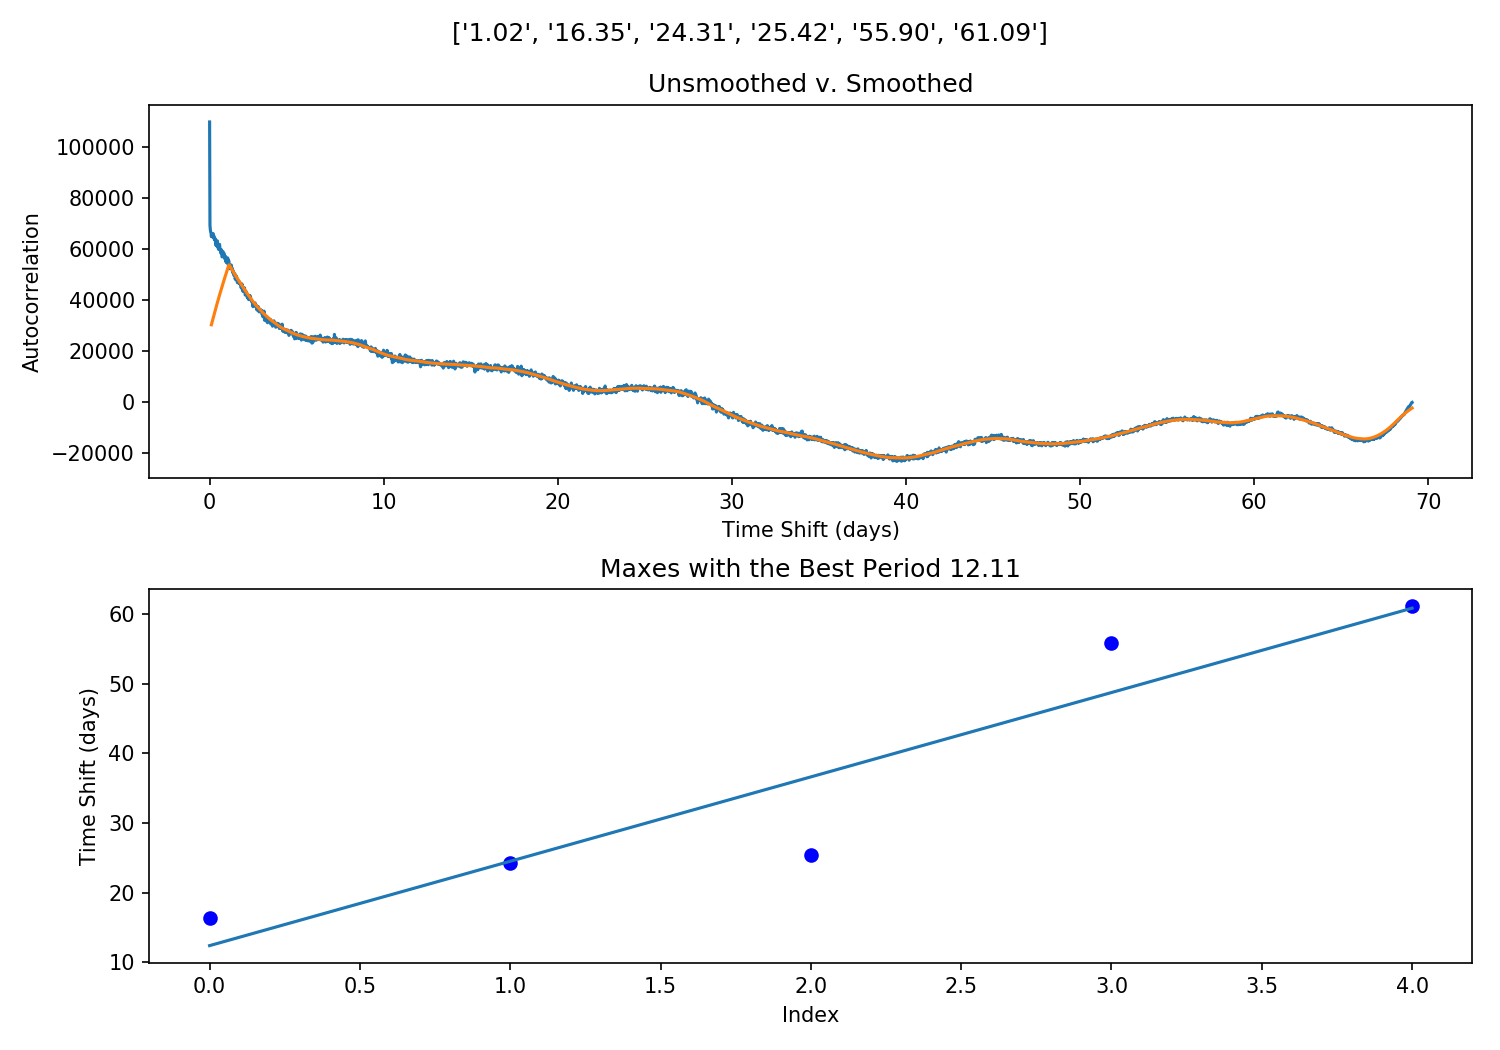 ['1.02', '16.35', '24.31', '25.42', '55.90', '61.09']
Unsmoothed v. Smoothed
Autocorrelation
100000
80000
60000
40000
20000
0
−20000
0 10 20 30 40 50 60 70
Time Shift (days)
Maxes with the Best Period 12.11
Time Shift (days)
60
50
40
30
20
10
0.0 0.5 1.0 1.5 2.0 2.5 3.0 3.5 4.0
Index